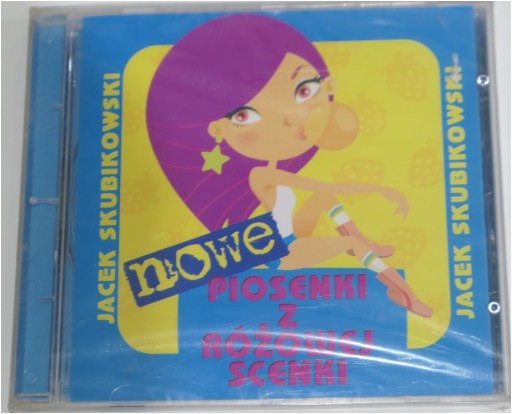 JACEK SKUBIKOWSKI
nowe
PIOSENKI
Z
RÓŻOWEJ
SCENKI
JACEK SKUBIKOWSKI